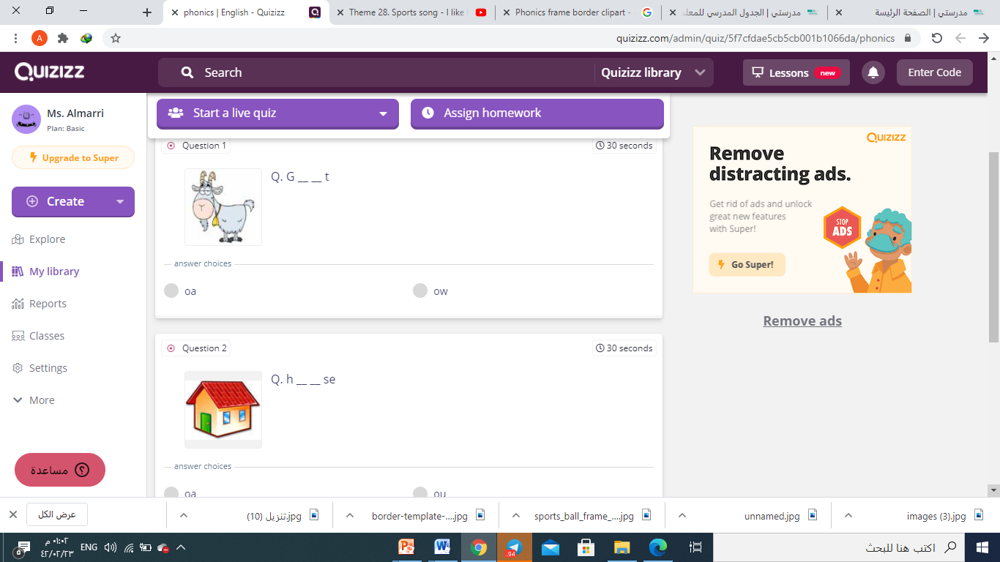 phonics | English - Quizizz
Theme 28. Sports song - I like
Phonics frame border clipart -
مدرستي | الجدول المدرسي للمعلم
مدرستي | الصفحة الرئيسة
A
quizizz.com/admin/quiz/5f7cfdae5cb5cb001b1066da/phonics
QUIZIZZ
Search
Quizizz library
Lessons new
Enter Code
Ms. Almarri
Plan: Basic
Upgrade to Super
Create
Explore
My library
Reports
Classes
Settings
More
مساعدة
Start a live quiz
Assign homework
Question 1
30 seconds
Q. G __ __ t
answer choices
oa
ow
Question 2
30 seconds
Q. h __ __ se
answer choices
oa
ou
QUIZIZZ
Remove
distracting ads.
Get rid of ads and unlock
great new features
with Super!
STOP
ADS
Go Super!
Remove ads
عرض الكل
تنزيل (10).jpg
border-template-....jpg
sports_ball_frame_....jpg
unnamed.jpg
images (3).jpg
٠١:٠٢ م
٤٢/٠٢/٢٣
ENG
94
اكتب هنا للبحث